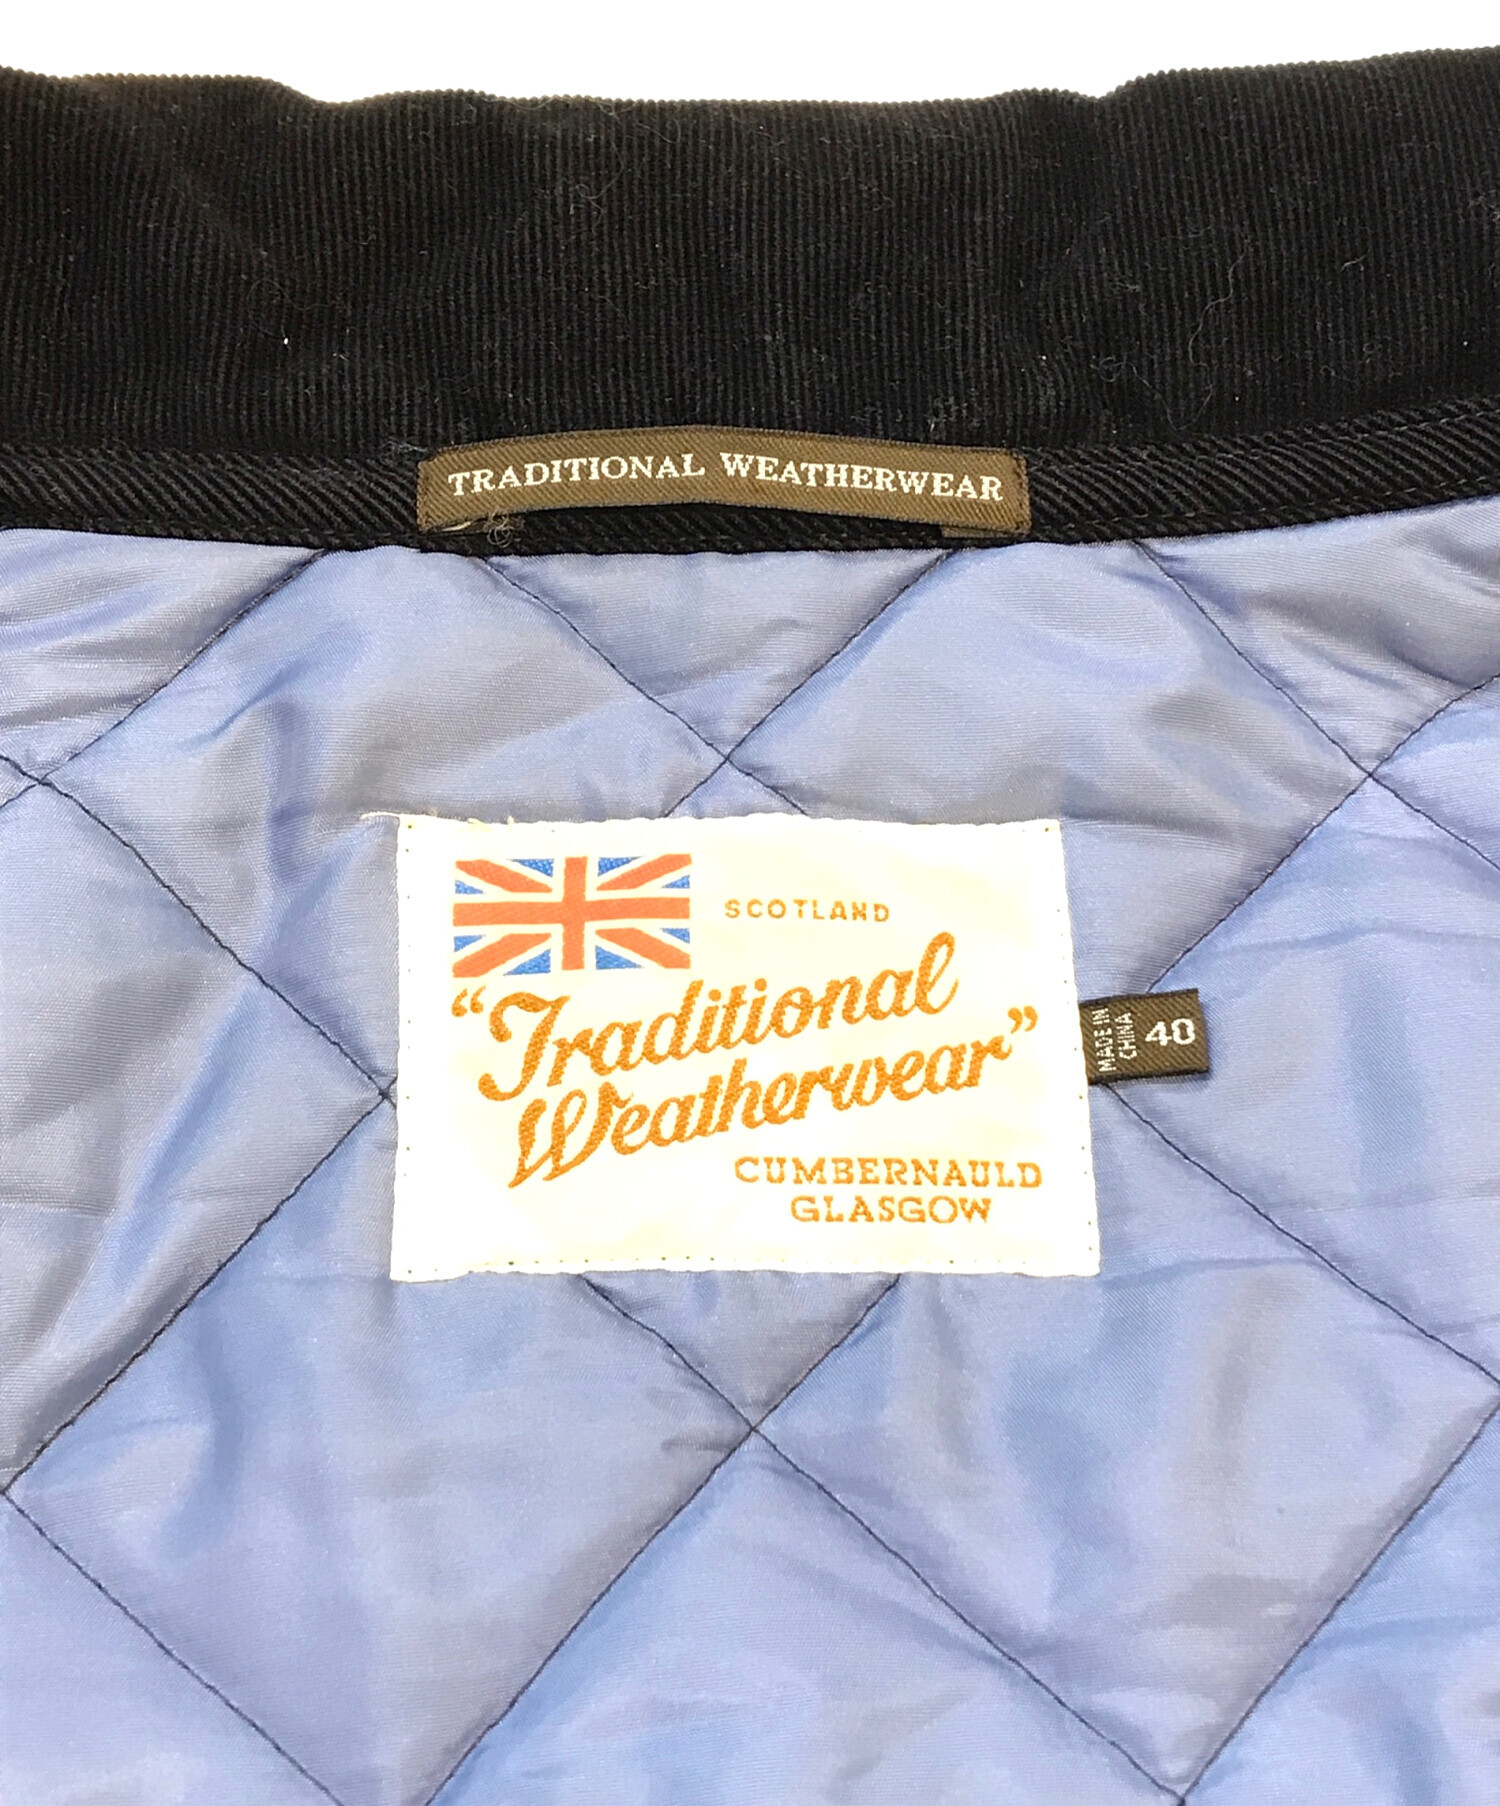 TRADITIONAL WEATHERWEAR
SCOTLAND
“Traditional
Weatherwear”
CUMBERNAULD
GLASGOW
MADE IN
CHINA
40